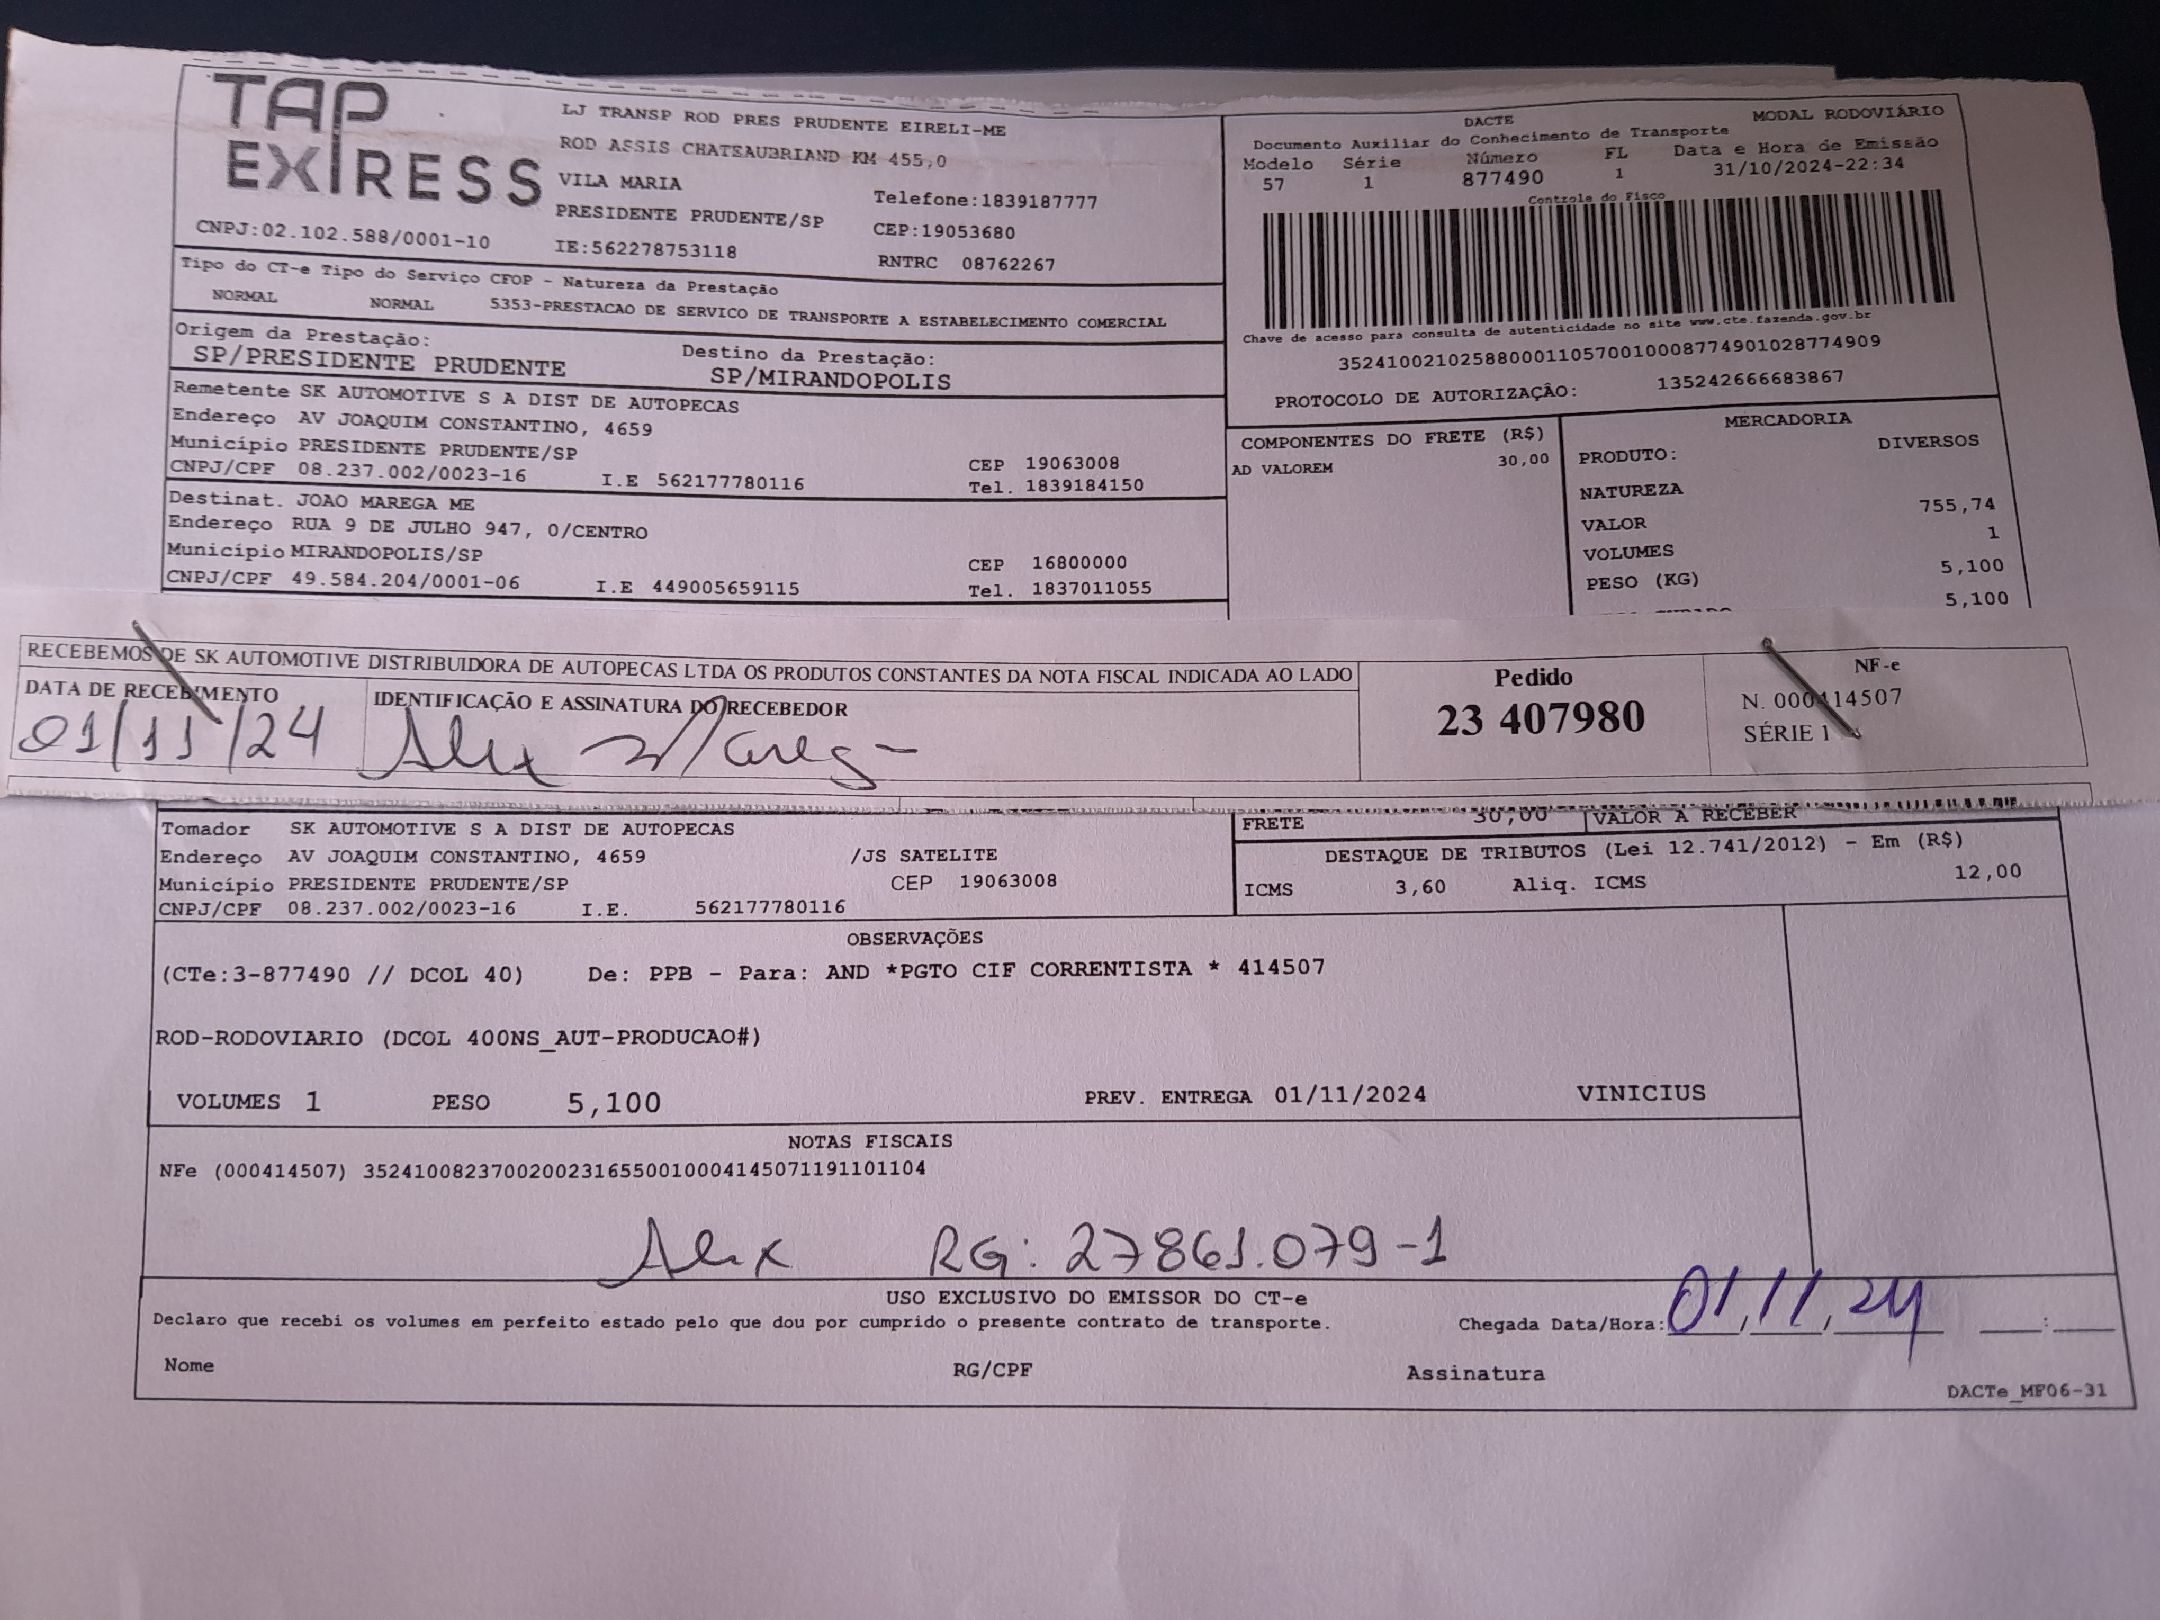 TAP EXPRESS
LJ TRANSP ROD PRES PRUDENTE EIRELI-ME
ROD ASSIS CHATEAUBRIAND KM 455,0
VILA MARIA
Telefone:1839187777
PRESIDENTE PRUDENTE/SP
CEP:19053680
CNPJ:02.102.588/0001-10
IE:562278753118
RNTRC 08762267
DACTE
MODAL RODOVIÁRIO
Documento Auxiliar do Conhecimento de Transporte
Modelo Série Número FL Data e Hora de Emissão
57 1 877490 1 31/10/2024-22:34
Controle do Fisco
Chave de acesso para consulta de autenticidade no site www.cte.fazenda.gov.br
35241002102588000110570010008774901028774909
PROTOCOLO DE AUTORIZAÇÃO: 135242666683867
Tipo do CT-e Tipo do Serviço CFOP - Natureza da Prestação
NORMAL NORMAL 5353-PRESTACAO DE SERVICO DE TRANSPORTE A ESTABELECIMENTO COMERCIAL
Origem da Prestação: Destino da Prestação:
SP/PRESIDENTE PRUDENTE SP/MIRANDOPOLIS
Remetente SK AUTOMOTIVE S A DIST DE AUTOPECAS
Endereço AV JOAQUIM CONSTANTINO, 4659
Município PRESIDENTE PRUDENTE/SP CEP 19063008
CNPJ/CPF 08.237.002/0023-16 I.E 562177780116 Tel. 1839184150
Destinat. JOAO MAREGA ME
Endereço RUA 9 DE JULHO 947, 0/CENTRO
Município MIRANDOPOLIS/SP CEP 16800000
CNPJ/CPF 49.584.204/0001-06 I.E 449005659115 Tel. 1837011055
COMPONENTES DO FRETE (R$)
AD VALOREM 30,00
MERCADORIA
PRODUTO: DIVERSOS
NATUREZA
VALOR 755,74
VOLUMES 1
PESO (KG) 5,100
5,100
RECEBEMOS DE SK AUTOMOTIVE DISTRIBUIDORA DE AUTOPECAS LTDA OS PRODUTOS CONSTANTES DA NOTA FISCAL INDICADA AO LADO
DATA DE RECEBIMENTO
01/11/24
IDENTIFICAÇÃO E ASSINATURA DO RECEBEDOR
Alex Marega
Pedido
23 407980
NF-e
N. 000414507
SÉRIE 1
Tomador SK AUTOMOTIVE S A DIST DE AUTOPECAS
Endereço AV JOAQUIM CONSTANTINO, 4659 /JS SATELITE
Município PRESIDENTE PRUDENTE/SP CEP 19063008
CNPJ/CPF 08.237.002/0023-16 I.E. 562177780116
FRETE 30,00 VALOR A RECEBER
DESTAQUE DE TRIBUTOS (Lei 12.741/2012) - Em (R$)
ICMS 3,60 Aliq. ICMS 12,00
OBSERVAÇÕES
(CTe:3-877490 // DCOL 40) De: PPB - Para: AND *PGTO CIF CORRENTISTA * 414507
ROD-RODOVIARIO (DCOL 400NS_AUT-PRODUCAO#)
VOLUMES 1 PESO 5,100 PREV. ENTREGA 01/11/2024 VINICIUS
NOTAS FISCAIS
NFe (000414507) 35241008237002002316550010004145071191101104
Alex RG: 27861.079-1
USO EXCLUSIVO DO EMISSOR DO CT-e
Declaro que recebi os volumes em perfeito estado pelo que dou por cumprido o presente contrato de transporte. Chegada Data/Hora: 01,11,24 :
Nome RG/CPF Assinatura
DACTe_MF06-31